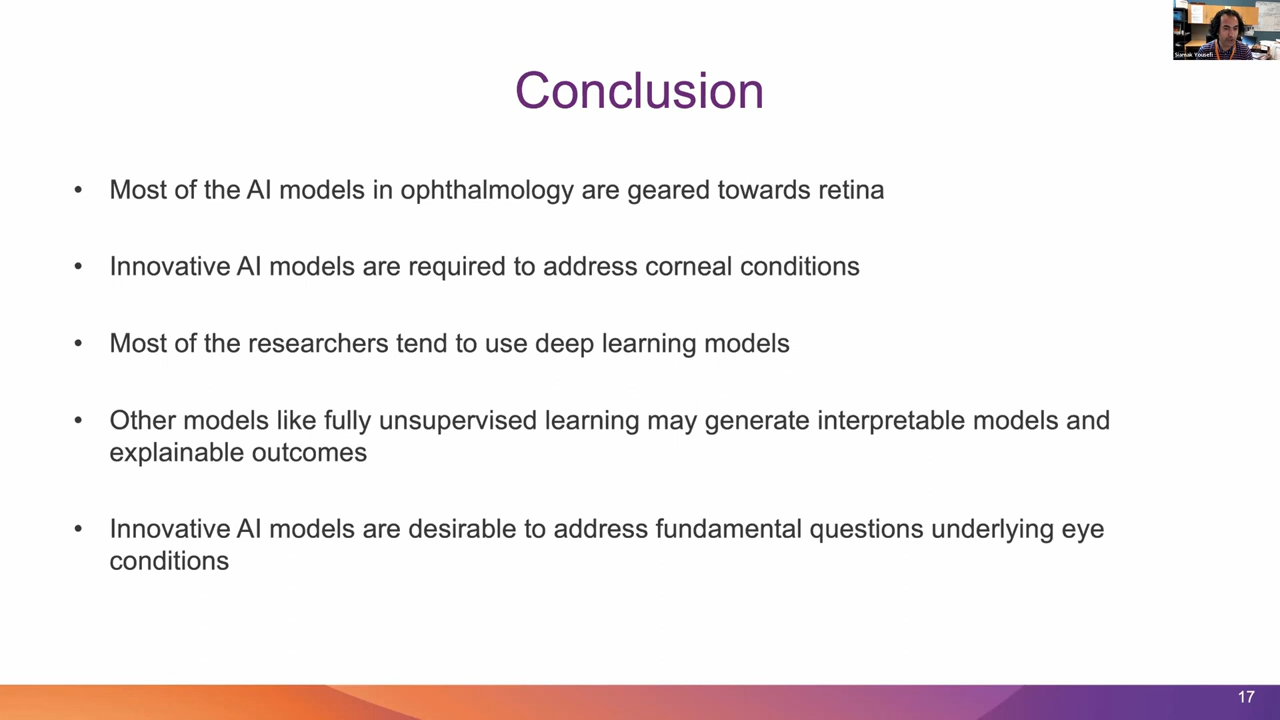 Siamak Yousefi
Conclusion
• Most of the AI models in ophthalmology are geared towards retina
• Innovative AI models are required to address corneal conditions
• Most of the researchers tend to use deep learning models
• Other models like fully unsupervised learning may generate interpretable models and
explainable outcomes
• Innovative AI models are desirable to address fundamental questions underlying eye
conditions
17